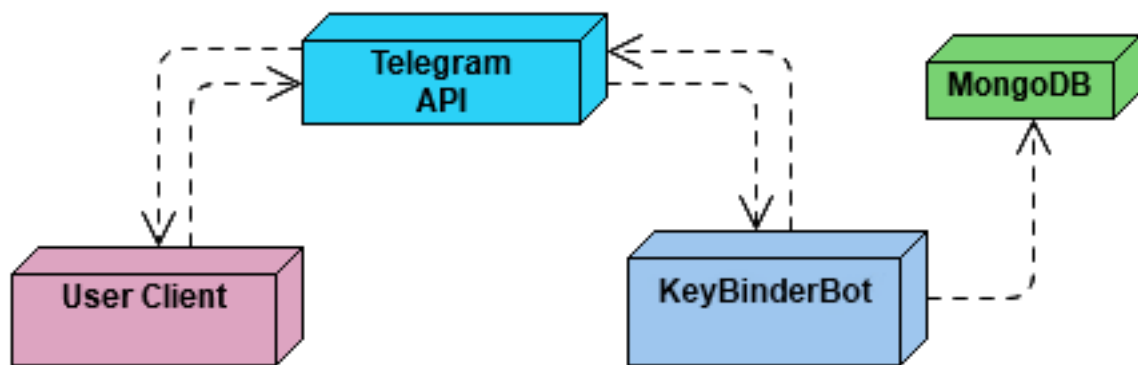 Telegram
API
MongoDB
User Client
KeyBinderBot